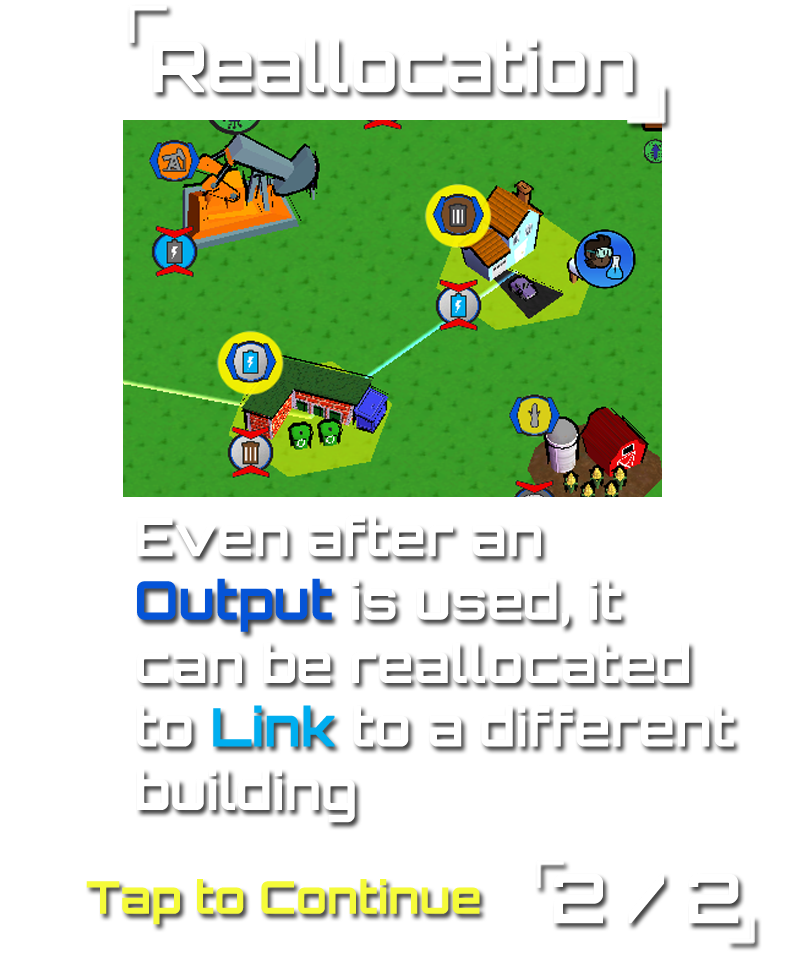 Reallocation
Even after an
Output is used, it
can be reallocated
to Link to a different
building
Tap to Continue
2 / 2